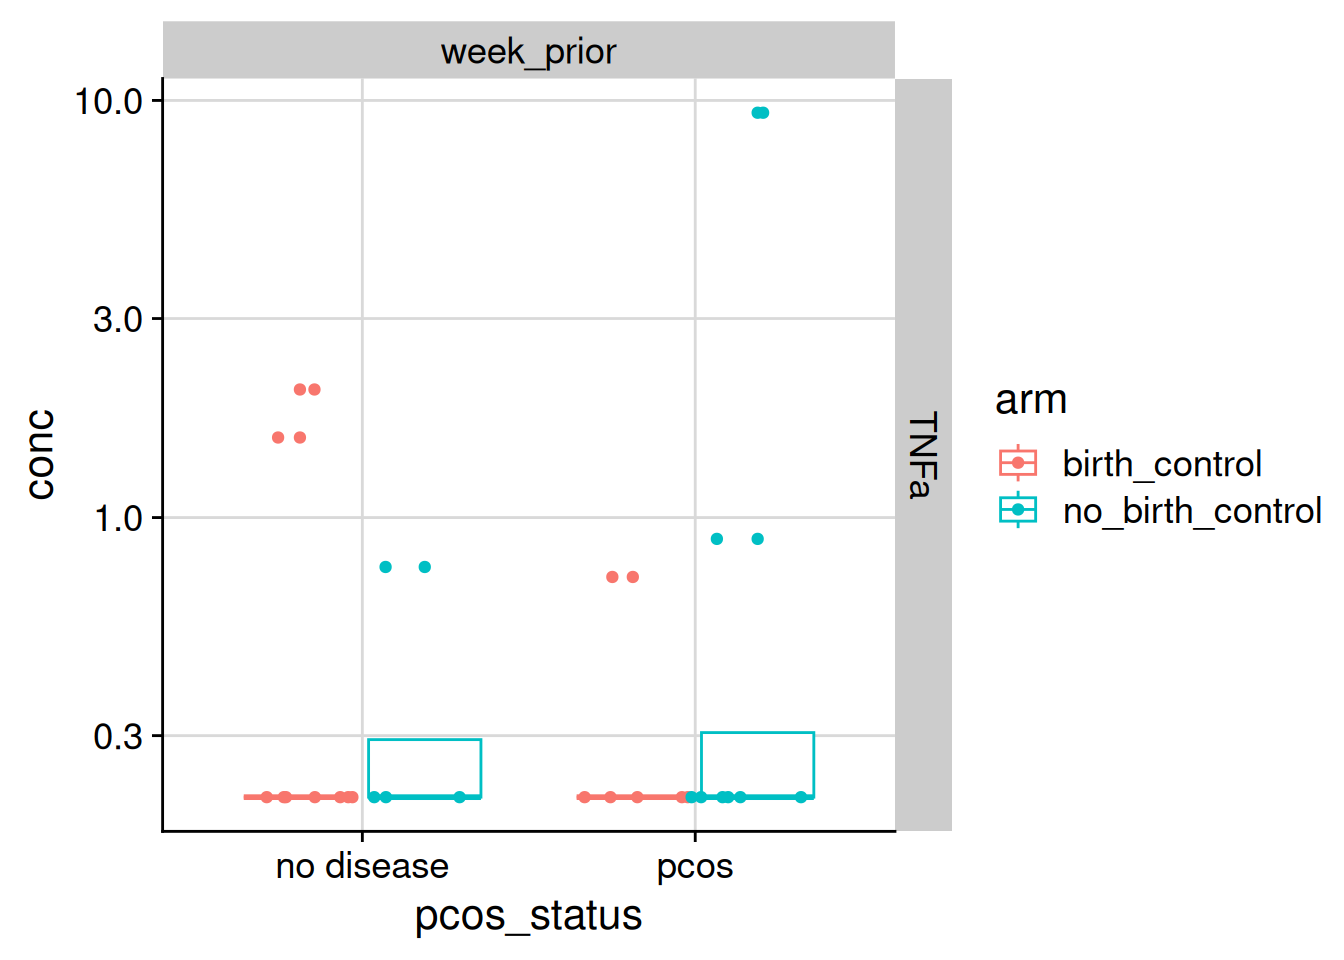 week_prior
10.0
3.0
1.0
0.3
conc
TNFa
no disease
pcos
pcos_status
arm
birth_control
no_birth_control